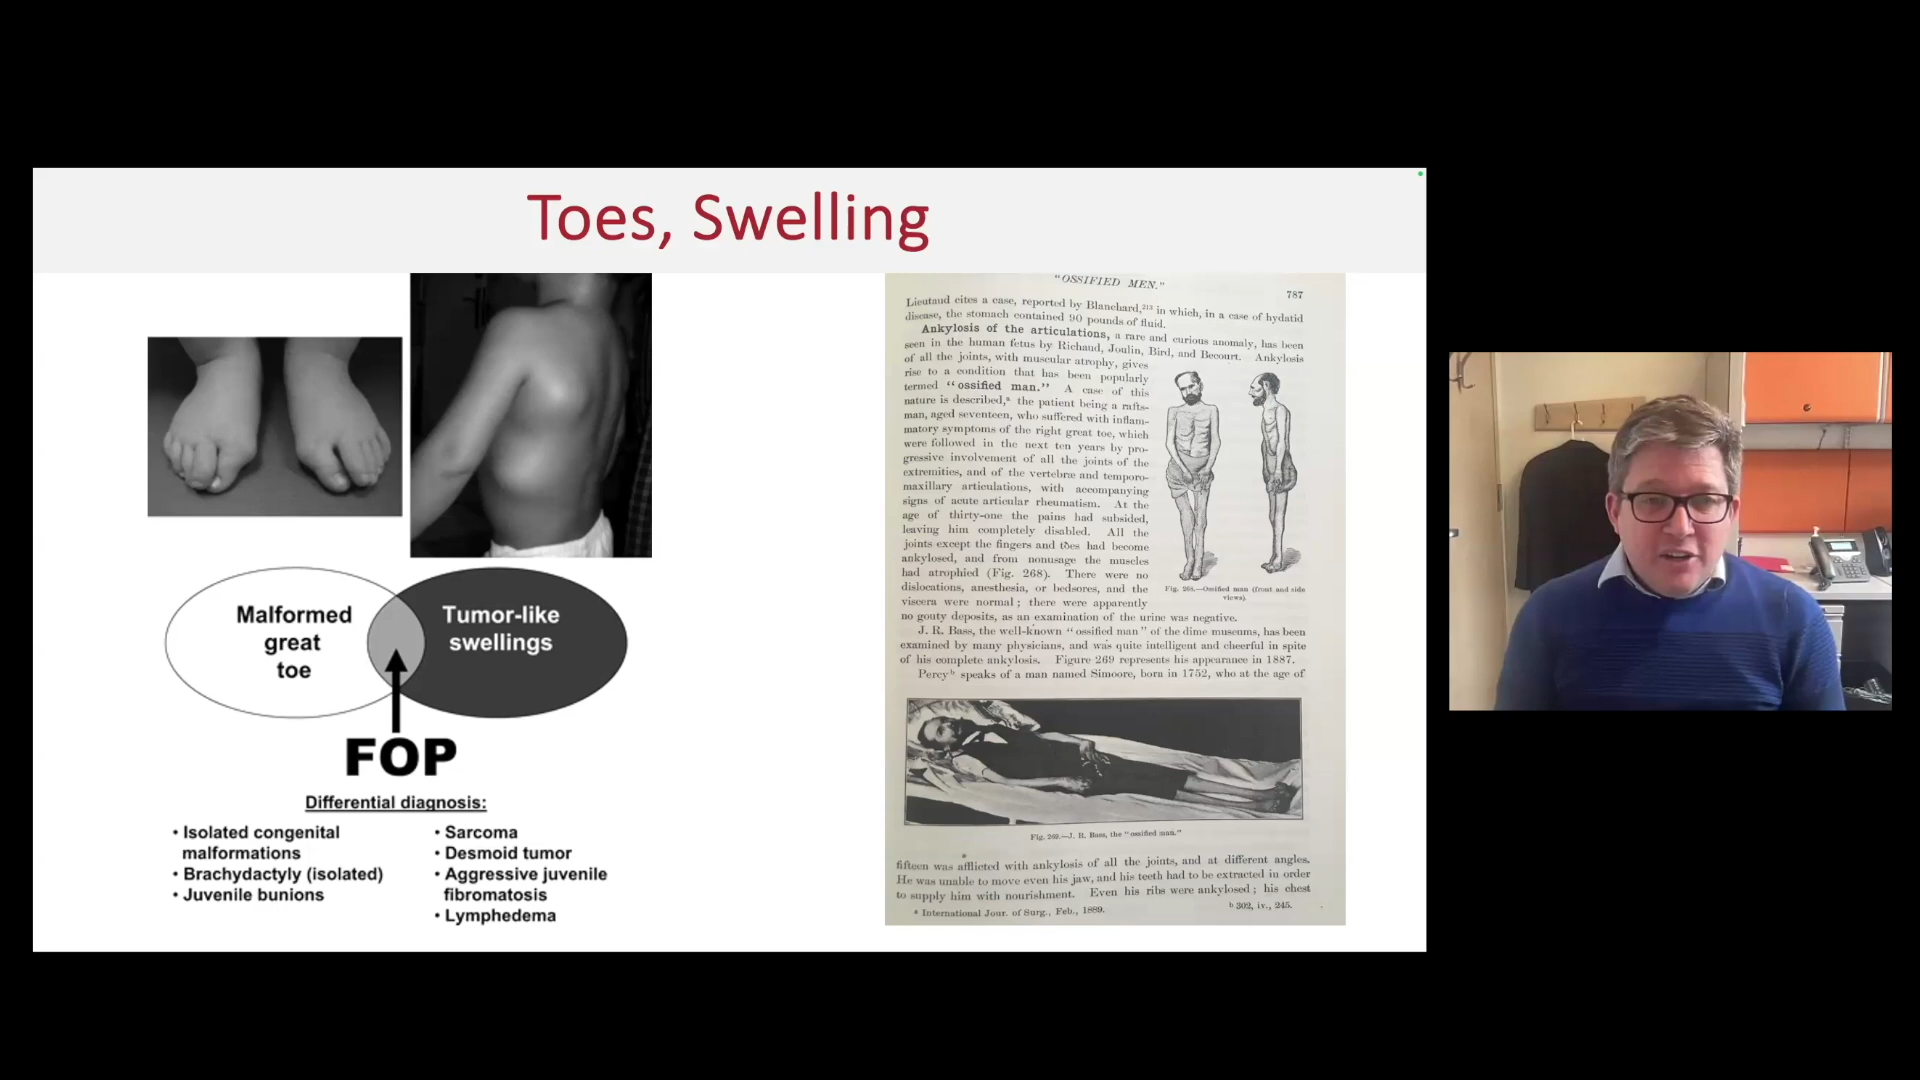 Toes, Swelling
Malformed
great
toe
Tumor-like
swellings
FOP
Differential diagnosis:
• Isolated congenital
malformations
• Brachydactyly (isolated)
• Juvenile bunions
• Sarcoma
• Desmoid tumor
• Aggressive juvenile
fibromatosis
• Lymphedema
"OSSIFIED MEN."
787
Lieutaud cites a case, reported by Blanchard,²¹³ in which, in a case of hydatid
disease, the stomach contained 90 pounds of fluid.
Ankylosis of the articulations, a rare and curious anomaly, has been
seen in the human fetus by Richaud, Joulin, Bird, and Becourt. Ankylosis
of all the joints, with muscular atrophy, gives
rise to a condition that has been popularly
termed "ossified man." A case of this
nature is described,ᵃ the patient being a rafts-
man, aged seventeen, who suffered with inflam-
matory symptoms of the right great toe, which
were followed in the next ten years by pro-
gressive involvement of all the joints of the
extremities, and of the vertebræ and temporo-
maxillary articulations, with accompanying
signs of acute articular rheumatism. At the
age of thirty-one the pains had subsided,
leaving him completely disabled. All the
joints except the fingers and toes had become
ankylosed, and from nonusage the muscles
had atrophied (Fig. 268). There were no
dislocations, anesthesia, or bedsores, and the
viscera were normal; there were apparently
no gouty deposits, as an examination of the urine was negative.
Fig. 268.—Ossified man (front and side
views).
J. R. Bass, the well-known "ossified man" of the dime museums, has been
examined by many physicians, and was quite intelligent and cheerful in spite
of his complete ankylosis. Figure 269 represents his appearance in 1887.
Percyᵇ speaks of a man named Simoore, born in 1752, who at the age of
Fig. 269.—J. R. Bass, the "ossified man."
fifteen was afflicted with ankylosis of all the joints, and at different angles.
He was unable to move even his jaw, and his teeth had to be extracted in order
to supply him with nourishment. Even his ribs were ankylosed; his chest
ᵃ International Jour. of Surg., Feb., 1889.
ᵇ 302, iv., 245.